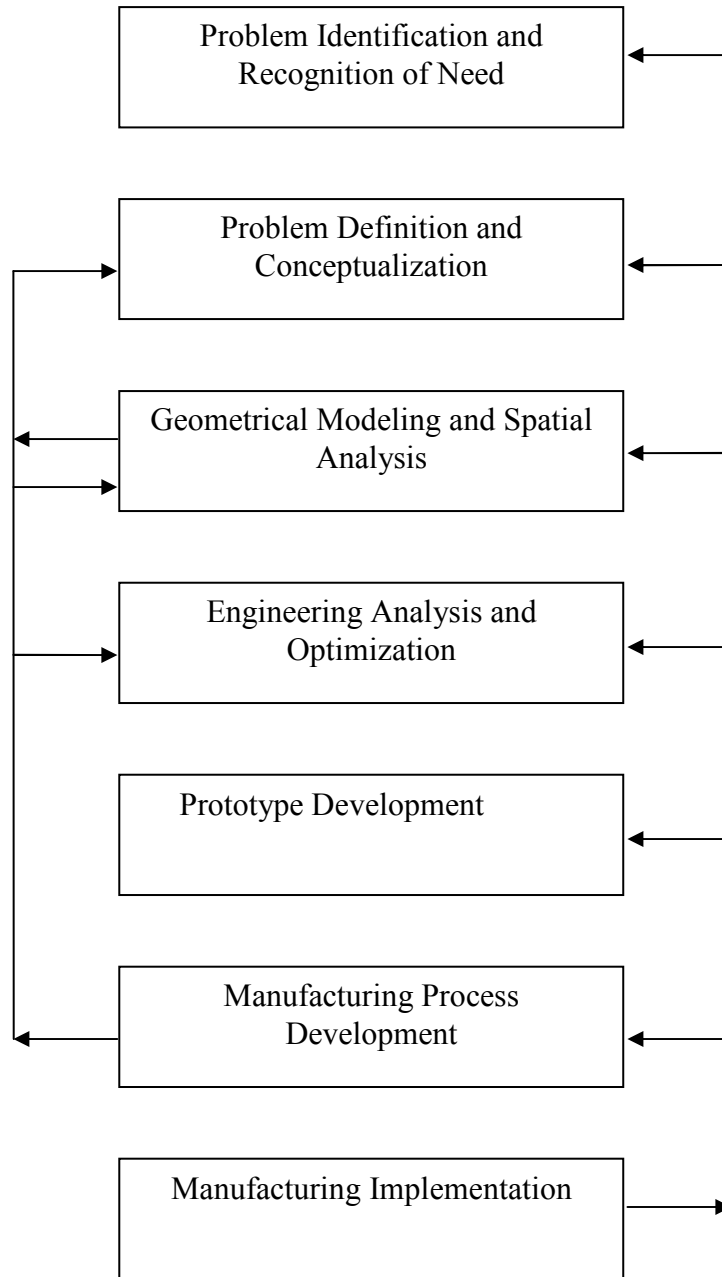 Problem Identification and
Recognition of Need
Problem Definition and
Conceptualization
Geometrical Modeling and Spatial
Analysis
Engineering Analysis and
Optimization
Prototype Development
Manufacturing Process
Development
Manufacturing Implementation